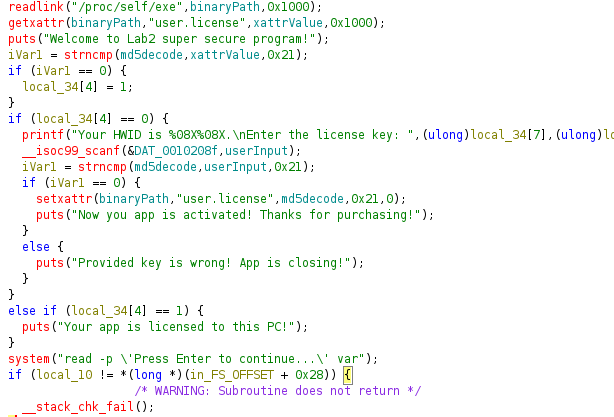 readlink("/proc/self/exe",binaryPath,0x1000);
getxattr(binaryPath,"user.license",xattrValue,0x1000);
puts("Welcome to Lab2 super secure program!");
iVar1 = strncmp(md5decode,xattrValue,0x21);
if (iVar1 == 0) {
  local_34[4] = 1;
}
if (local_34[4] == 0) {
  printf("Your HWID is %08X%08X.\nEnter the license key: ",(ulong)local_34[7],(ulong)lo
  __isoc99_scanf(&DAT_0010208f,userInput);
  iVar1 = strncmp(md5decode,userInput,0x21);
  if (iVar1 == 0) {
    setxattr(binaryPath,"user.license",md5decode,0x21,0);
    puts("Now you app is activated! Thanks for purchasing!");
  }
  else {
    puts("Provided key is wrong! App is closing!");
  }
}
else if (local_34[4] == 1) {
  puts("Your app is licensed to this PC!");
}
system("read -p \'Press Enter to continue...\' var");
if (local_10 != *(long *)(in_FS_OFFSET + 0x28)) {
                /* WARNING: Subroutine does not return */
  __stack_chk_fail();